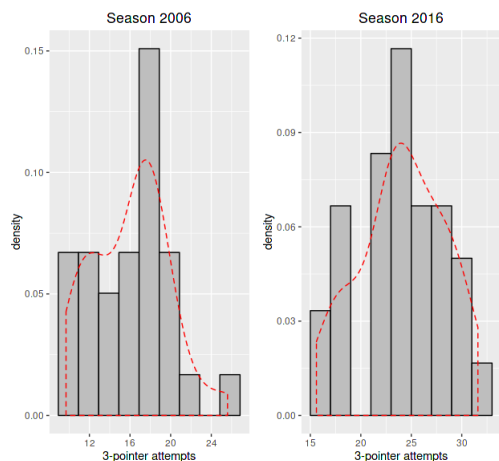 Season 2006
0.15
0.10
0.05
0.00
density
12 16 20 24
3-pointer attempts
Season 2016
0.12
0.09
0.06
0.03
0.00
density
15 20 25 30
3-pointer attempts